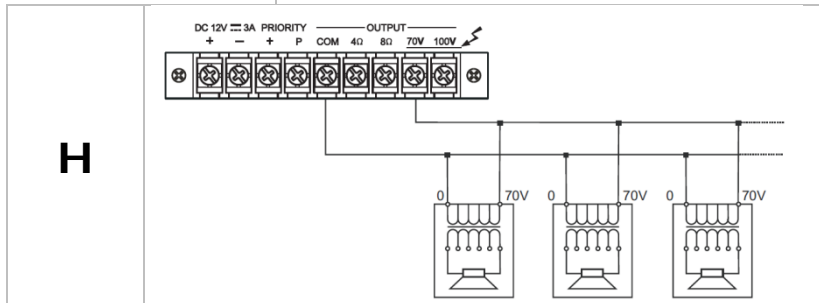 DC 12V ⎓ 3A PRIORITY OUTPUT
+ − + P COM 4Ω 8Ω 70V 100V
H
0 70V 0 70V 0 70V